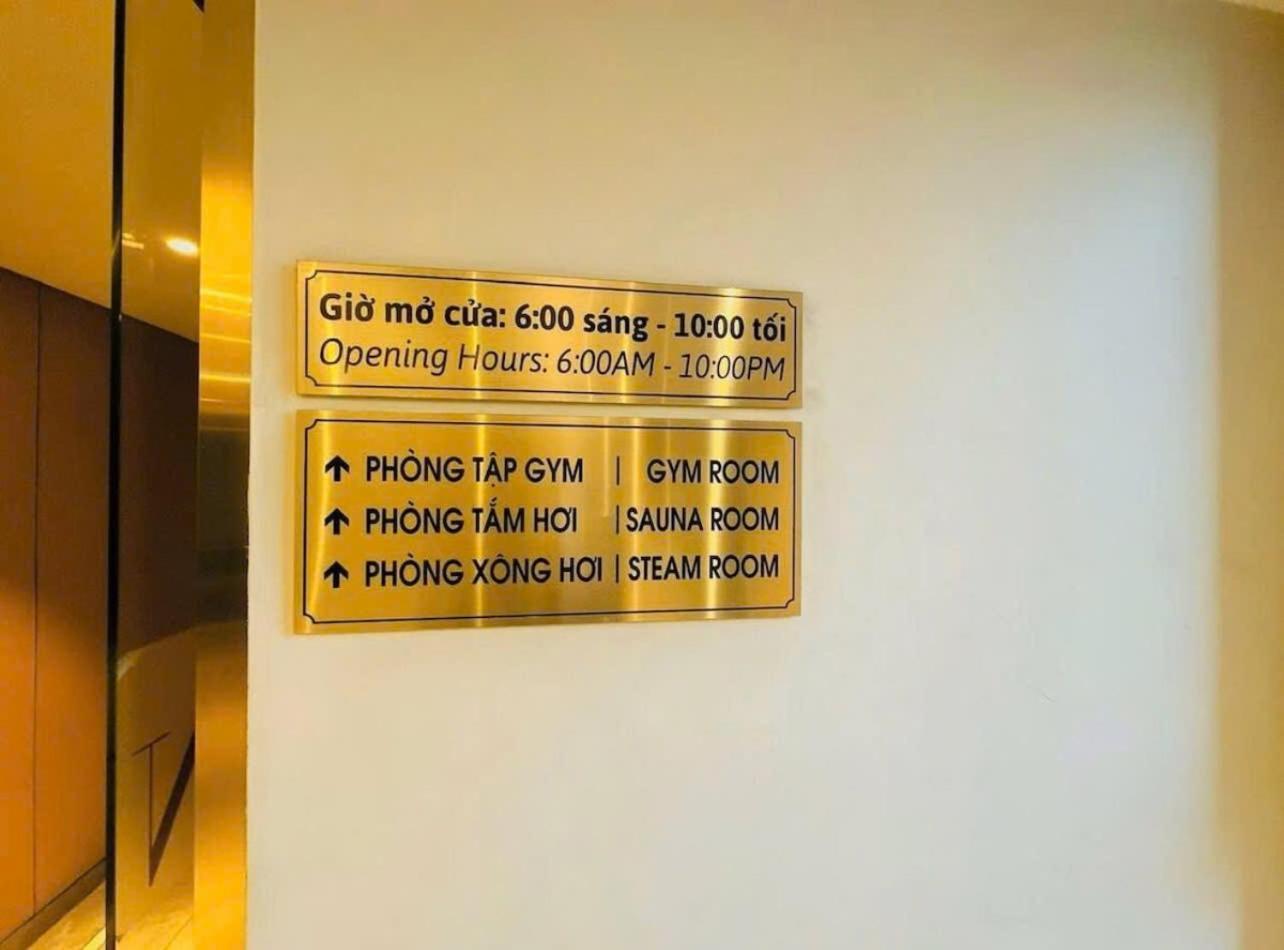 Giờ mở cửa: 6:00 sáng - 10:00 tối
Opening Hours: 6:00AM - 10:00PM
↑ PHÒNG TẬP GYM | GYM ROOM
↑ PHÒNG TẮM HƠI | SAUNA ROOM
↑ PHÒNG XÔNG HƠI | STEAM ROOM